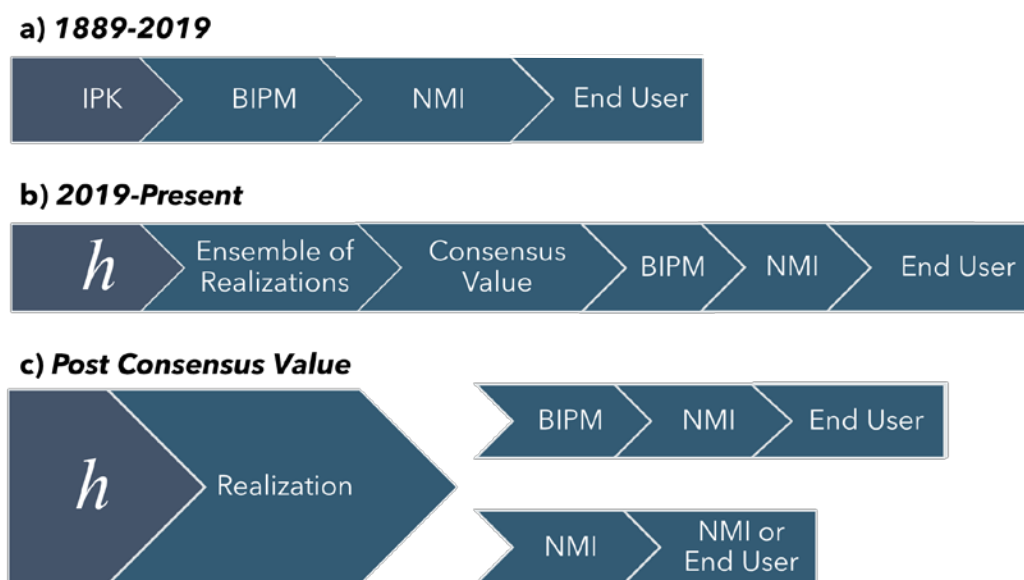 a) 1889-2019
IPK
BIPM
NMI
End User
b) 2019-Present
h
Ensemble of
Realizations
Consensus
Value
BIPM
NMI
End User
c) Post Consensus Value
h
Realization
BIPM
NMI
End User
NMI
NMI or
End User